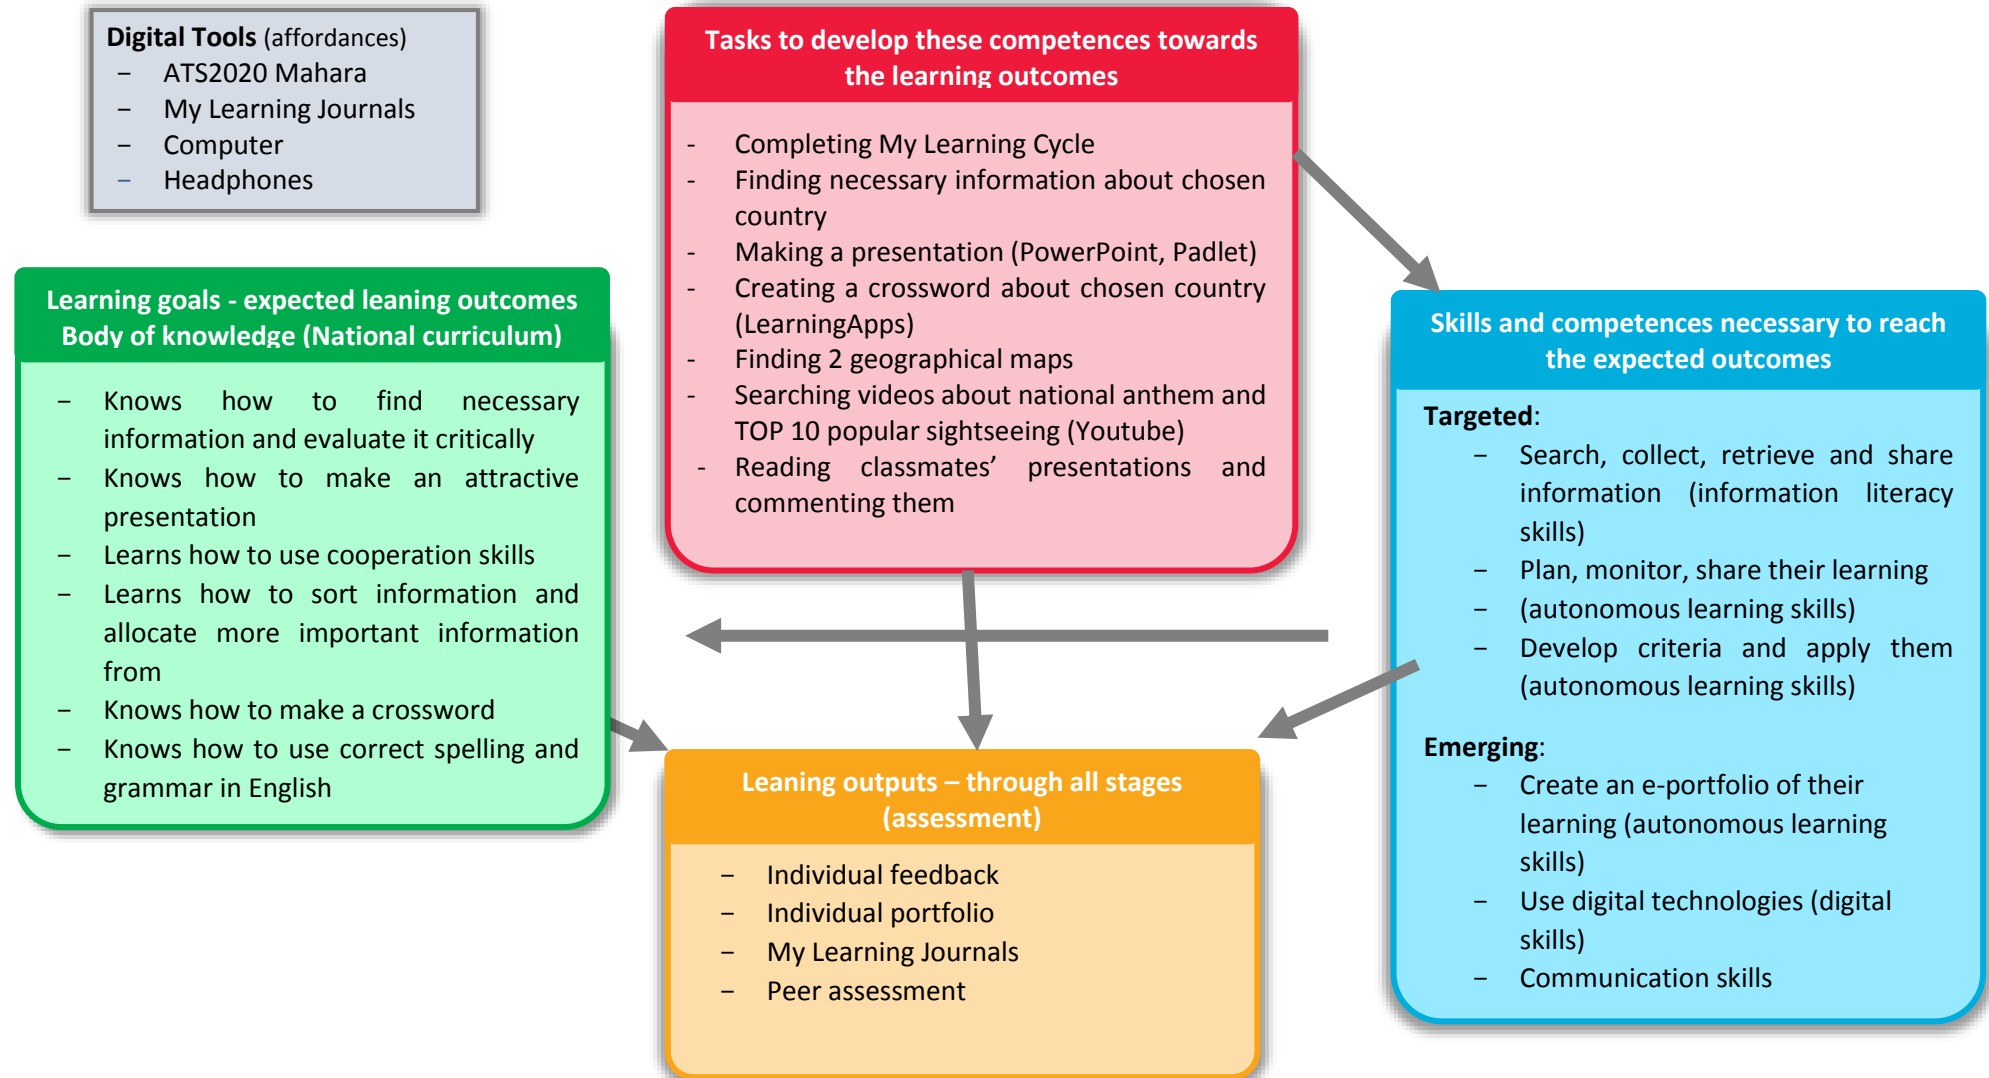 Digital Tools (affordances)
− ATS2020 Mahara
− My Learning Journals
− Computer
− Headphones
Tasks to develop these competences towards
the learning outcomes
- Completing My Learning Cycle
- Finding necessary information about chosen
country
- Making a presentation (PowerPoint, Padlet)
- Creating a crossword about chosen country
(LearningApps)
- Finding 2 geographical maps
- Searching videos about national anthem and
TOP 10 popular sightseeing (Youtube)
- Reading classmates’ presentations and
commenting them
Learning goals - expected leaning outcomes
Body of knowledge (National curriculum)
− Knows how to find necessary
information and evaluate it critically
− Knows how to make an attractive
presentation
− Learns how to use cooperation skills
− Learns how to sort information and
allocate more important information
from
− Knows how to make a crossword
− Knows how to use correct spelling and
grammar in English
Skills and competences necessary to reach
the expected outcomes
Targeted:
− Search, collect, retrieve and share
information (information literacy
skills)
− Plan, monitor, share their learning
− (autonomous learning skills)
− Develop criteria and apply them
(autonomous learning skills)
Emerging:
− Create an e-portfolio of their
learning (autonomous learning
skills)
− Use digital technologies (digital
skills)
− Communication skills
Leaning outputs – through all stages
(assessment)
− Individual feedback
− Individual portfolio
− My Learning Journals
− Peer assessment